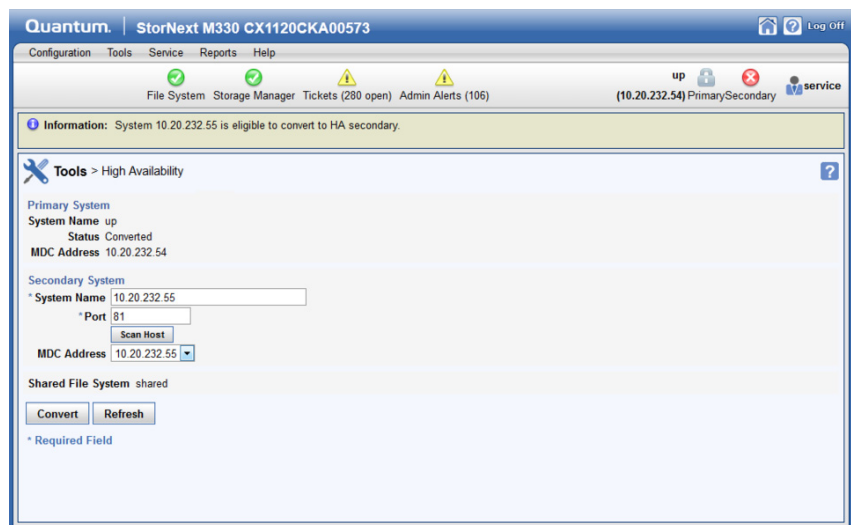 Quantum. | StorNext M330 CX1120CKA00573 Log Off
Configuration Tools Service Reports Help
up
File System Storage Manager Tickets (280 open) Admin Alerts (106) (10.20.232.54) Primary Secondary service
Information: System 10.20.232.55 is eligible to convert to HA secondary.
Tools > High Availability
Primary System
System Name up
Status Converted
MDC Address 10.20.232.54
Secondary System
* System Name 10.20.232.55
* Port 81
Scan Host
MDC Address 10.20.232.55
Shared File System shared
Convert Refresh
* Required Field